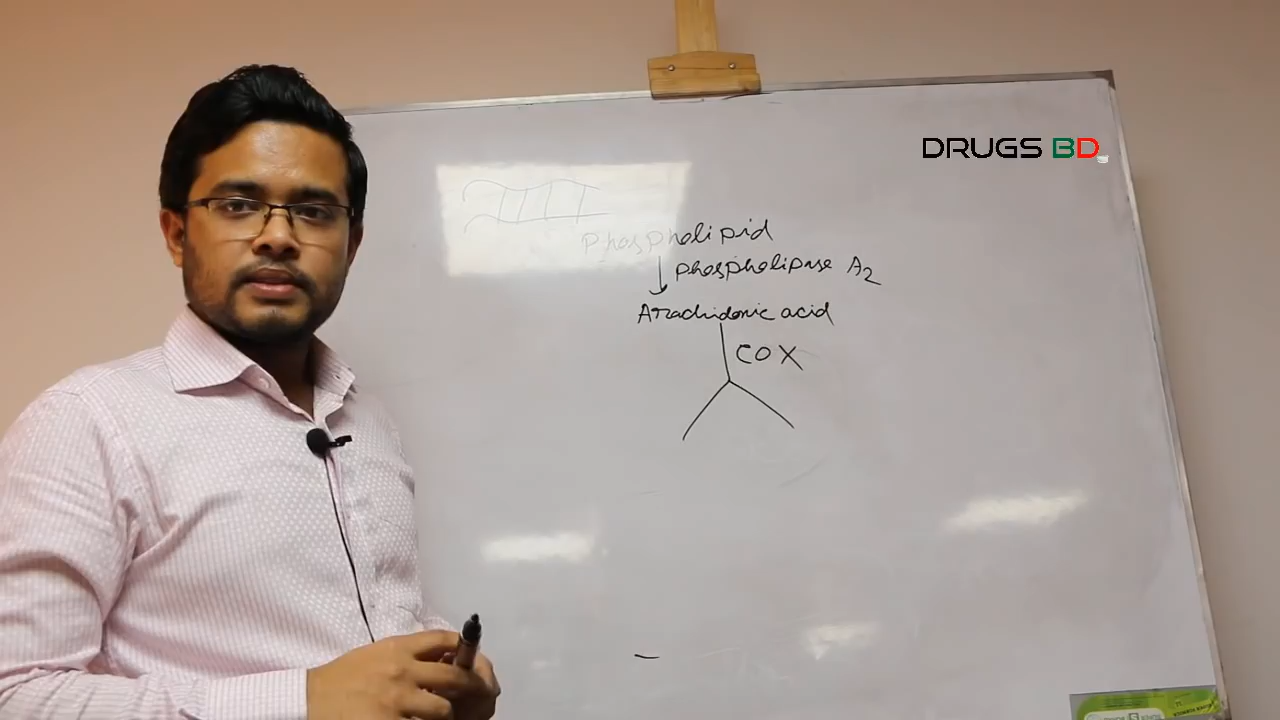 DRUGS BD
Phospholipid
phospholipase A2
Arachidonic acid
COX